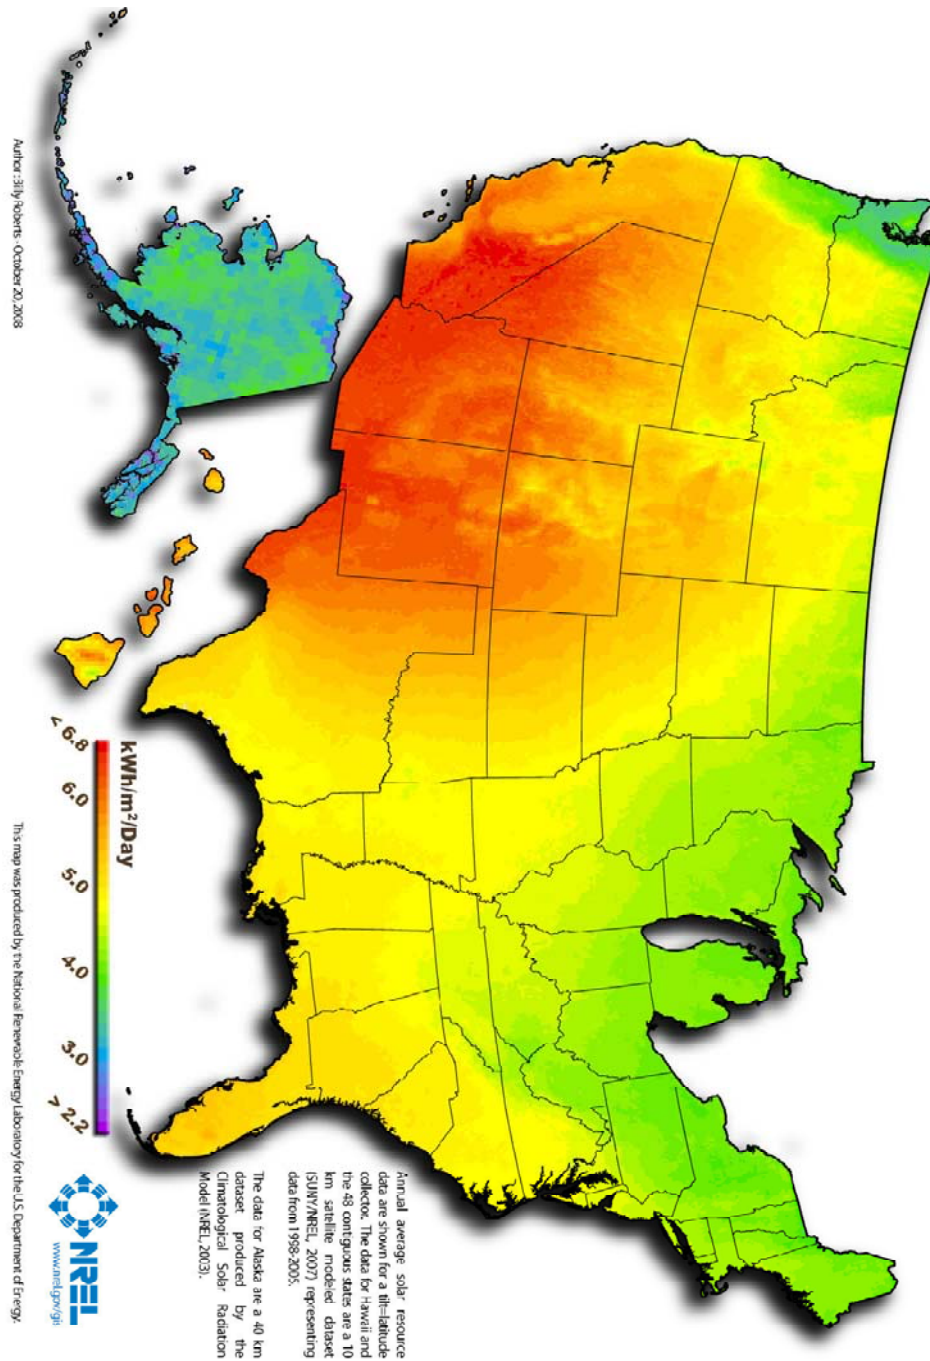 Annual average solar resource
data are shown for a tilt=latitude
collector. The data for Hawaii and
the 48 contiguous states are a 10
km satellite modeled dataset
(SUNY/NREL, 2007) representing
data from 1998-2005.
The data for Alaska are a 40 km
dataset produced by the
Climatological Solar Radiation
Model (NREL, 2003).
kWh/m²/Day
< 6.8
6.0
5.0
4.0
3.0
> 2.2
Author : Billy Roberts - October 20, 2008
This map was produced by the National Renewable Energy Laboratory for the U.S. Department of Energy.
NREL
www.nrel.gov/gis